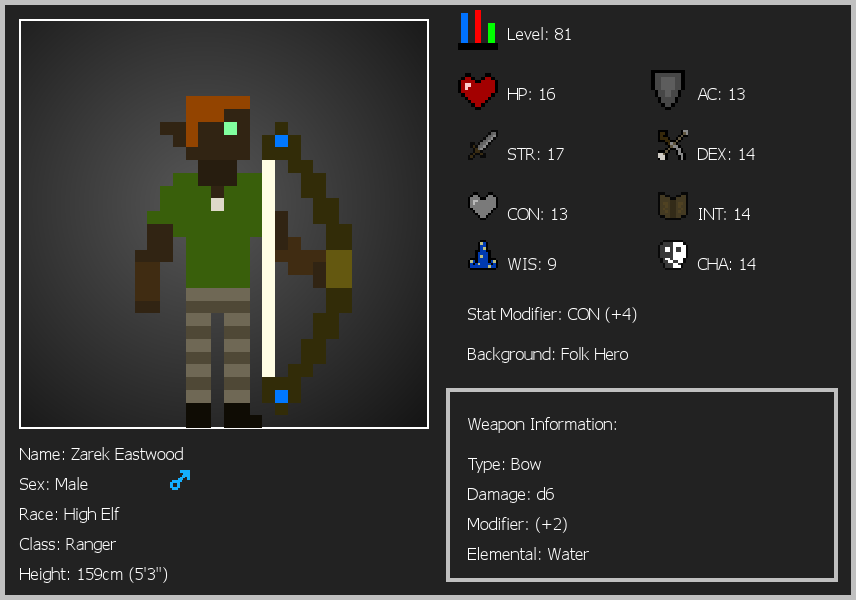 Level: 81
HP: 16
AC: 13
STR: 17
DEX: 14
CON: 13
INT: 14
WIS: 9
CHA: 14
Stat Modifier: CON (+4)
Background: Folk Hero
Weapon Information:
Type: Bow
Damage: d6
Modifier: (+2)
Elemental: Water
Name: Zarek Eastwood
Sex: Male
Race: High Elf
Class: Ranger
Height: 159cm (5'3")